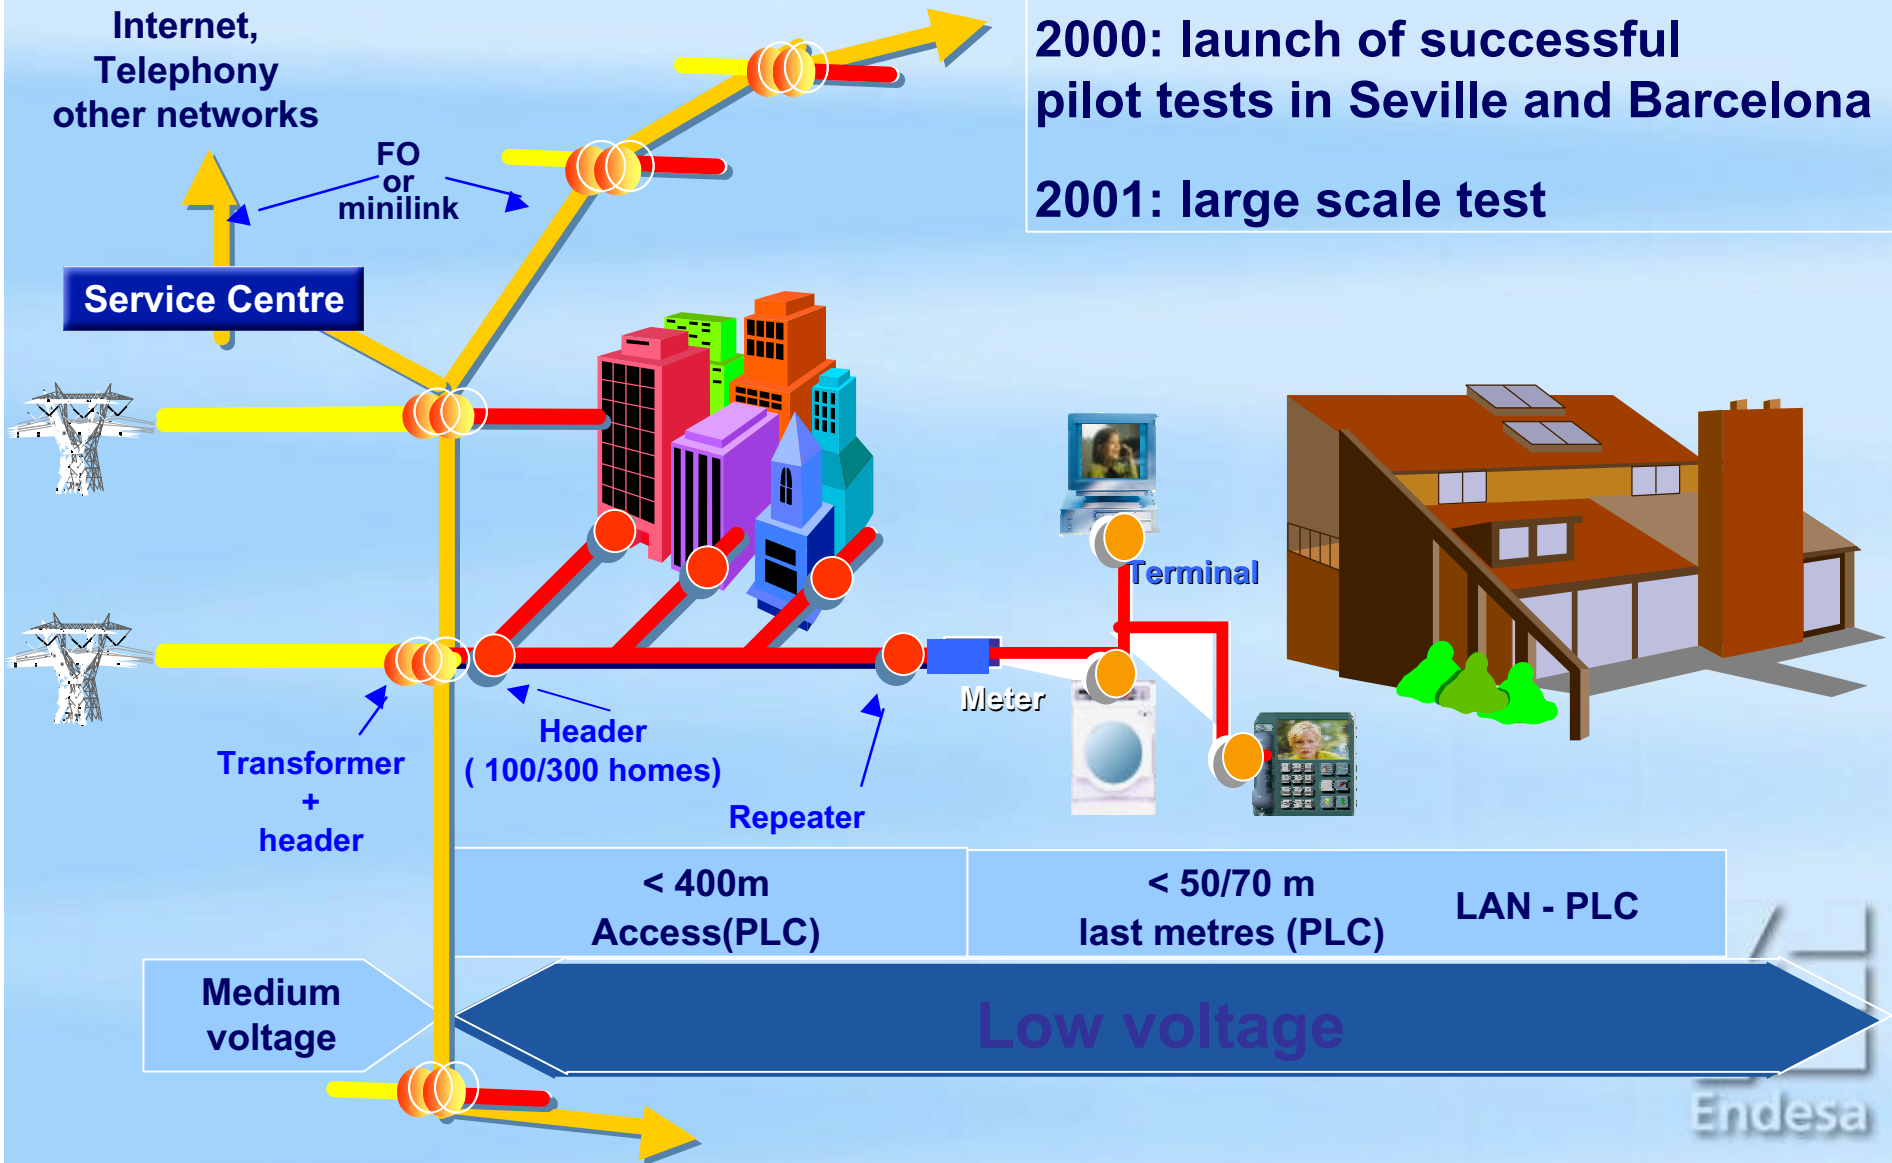 Internet,
Telephony
other networks
2000: launch of successful
pilot tests in Seville and Barcelona
2001: large scale test
FO
or
minilink
Service Centre
Terminal
Meter
Header
( 100/300 homes)
Transformer
+
header
Repeater
< 400m
Access(PLC)
< 50/70 m
last metres (PLC)
LAN - PLC
Medium
voltage
Low voltage
Endesa